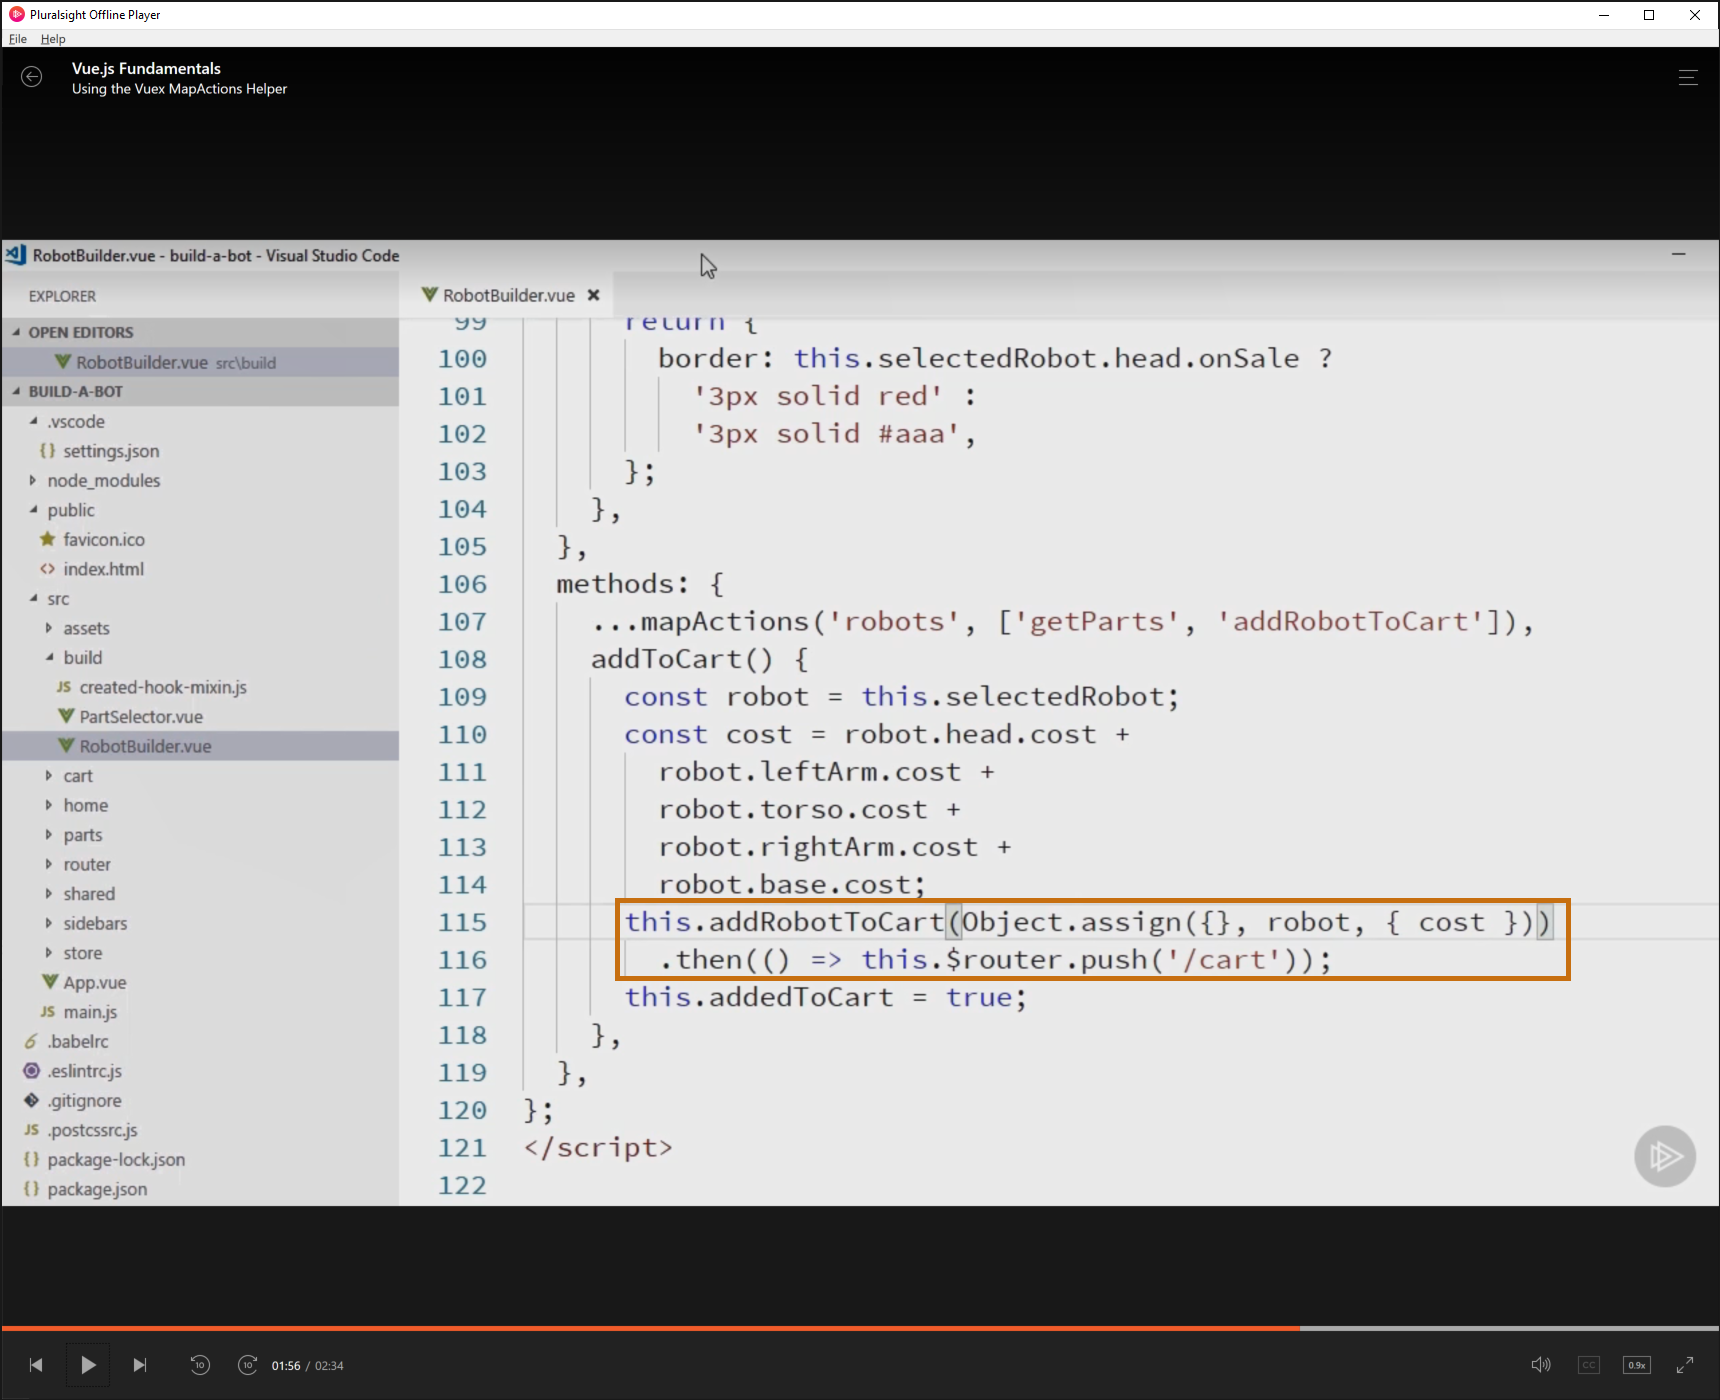 Pluralsight Offline Player
File Help
Vue.js Fundamentals
Using the Vuex MapActions Helper
RobotBuilder.vue - build-a-bot - Visual Studio Code
EXPLORER
OPEN EDITORS
RobotBuilder.vue src\build
BUILD-A-BOT
.vscode
{} settings.json
node_modules
public
favicon.ico
<> index.html
src
assets
build
JS created-hook-mixin.js
PartSelector.vue
RobotBuilder.vue
cart
home
parts
router
shared
sidebars
store
App.vue
JS main.js
6 .babelrc
.eslintrc.js
.gitignore
JS .postcssrc.js
{} package-lock.json
{} package.json
RobotBuilder.vue ×
99 return {
100 border: this.selectedRobot.head.onSale ?
101 '3px solid red' :
102 '3px solid #aaa',
103 };
104 },
105 },
106 methods: {
107 ...mapActions('robots', ['getParts', 'addRobotToCart']),
108 addToCart() {
109 const robot = this.selectedRobot;
110 const cost = robot.head.cost +
111 robot.leftArm.cost +
112 robot.torso.cost +
113 robot.rightArm.cost +
114 robot.base.cost;
115 this.addRobotToCart(Object.assign({}, robot, { cost }))
116 .then(() => this.$router.push('/cart'));
117 this.addedToCart = true;
118 },
119 },
120 };
121 </script>
122
10 10 01:56 / 02:34 CC 0.9x